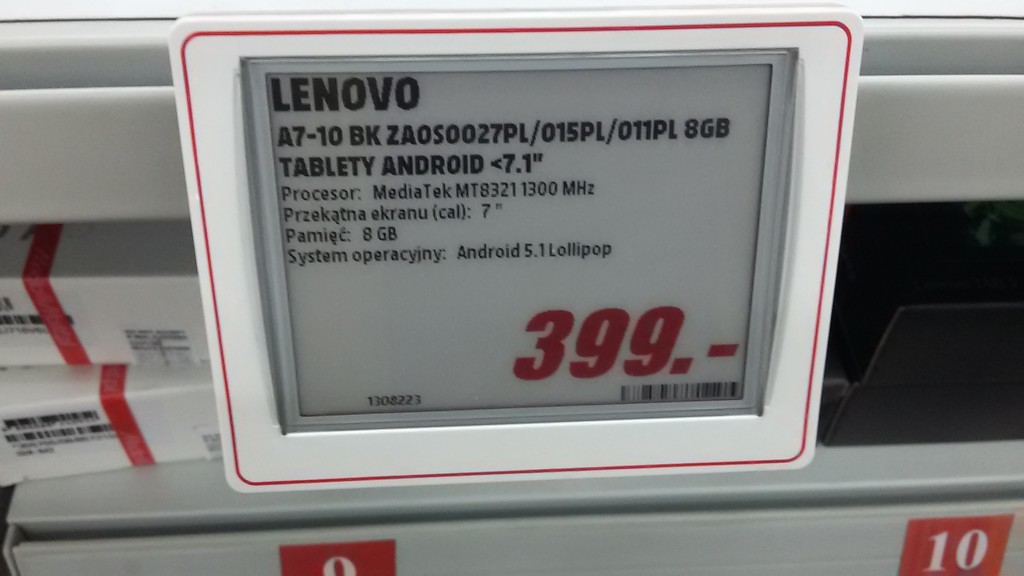 LENOVO
A7-10 BK ZA0S0027PL/015PL/011PL 8GB
TABLETY ANDROID <7.1"
Procesor: MediaTek MT8321 1300 MHz
Przekątna ekranu (cal): 7 "
Pamięć: 8 GB
System operacyjny: Android 5.1 Lollipop
399.-
1308223
9
10